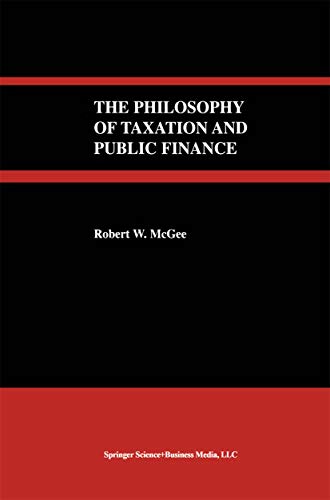 THE PHILOSOPHY
OF TAXATION AND
PUBLIC FINANCE
Robert W. McGee
Springer Science+Business Media, LLC